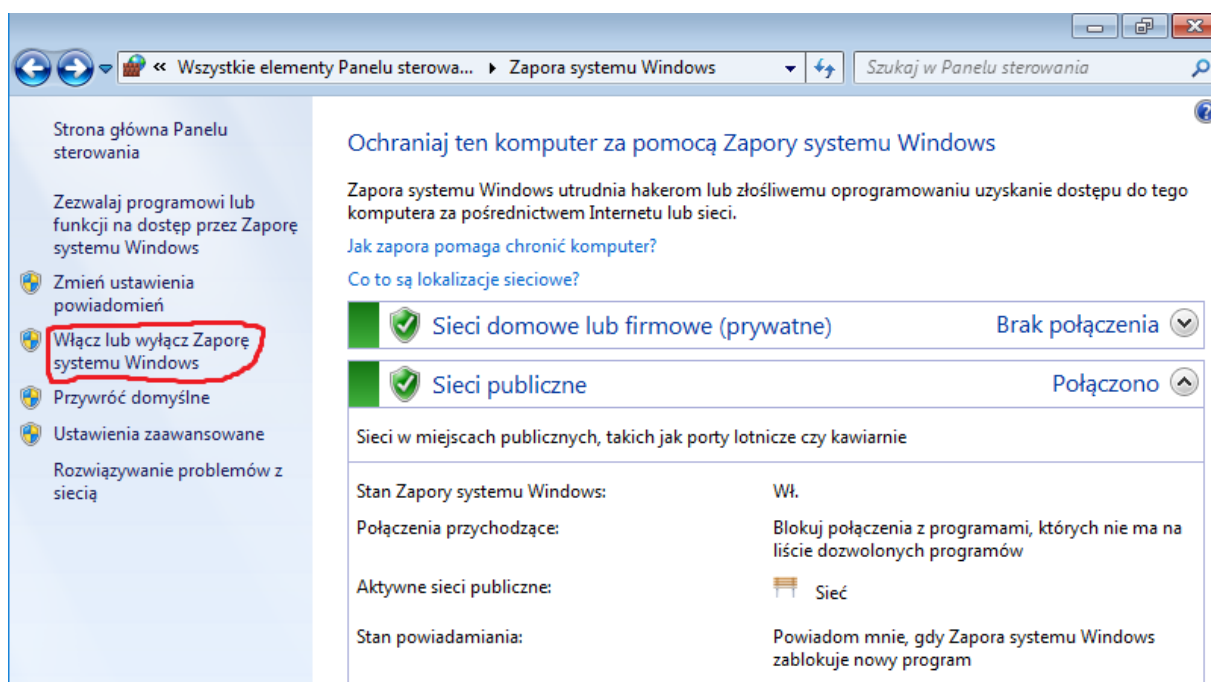 « Wszystkie elementy Panelu sterowa... ▸ Zapora systemu Windows
Szukaj w Panelu sterowania
Strona główna Panelu
sterowania
Zezwalaj programowi lub
funkcji na dostęp przez Zaporę
systemu Windows
Zmień ustawienia
powiadomień
Włącz lub wyłącz Zaporę
systemu Windows
Przywróć domyślne
Ustawienia zaawansowane
Rozwiązywanie problemów z
siecią
Ochraniaj ten komputer za pomocą Zapory systemu Windows
Zapora systemu Windows utrudnia hakerom lub złośliwemu oprogramowaniu uzyskanie dostępu do tego
komputera za pośrednictwem Internetu lub sieci.
Jak zapora pomaga chronić komputer?
Co to są lokalizacje sieciowe?
Sieci domowe lub firmowe (prywatne) Brak połączenia
Sieci publiczne Połączono
Sieci w miejscach publicznych, takich jak porty lotnicze czy kawiarnie
Stan Zapory systemu Windows: Wł.
Połączenia przychodzące: Blokuj połączenia z programami, których nie ma na
liście dozwolonych programów
Aktywne sieci publiczne: Sieć
Stan powiadamiania: Powiadom mnie, gdy Zapora systemu Windows
zablokuje nowy program